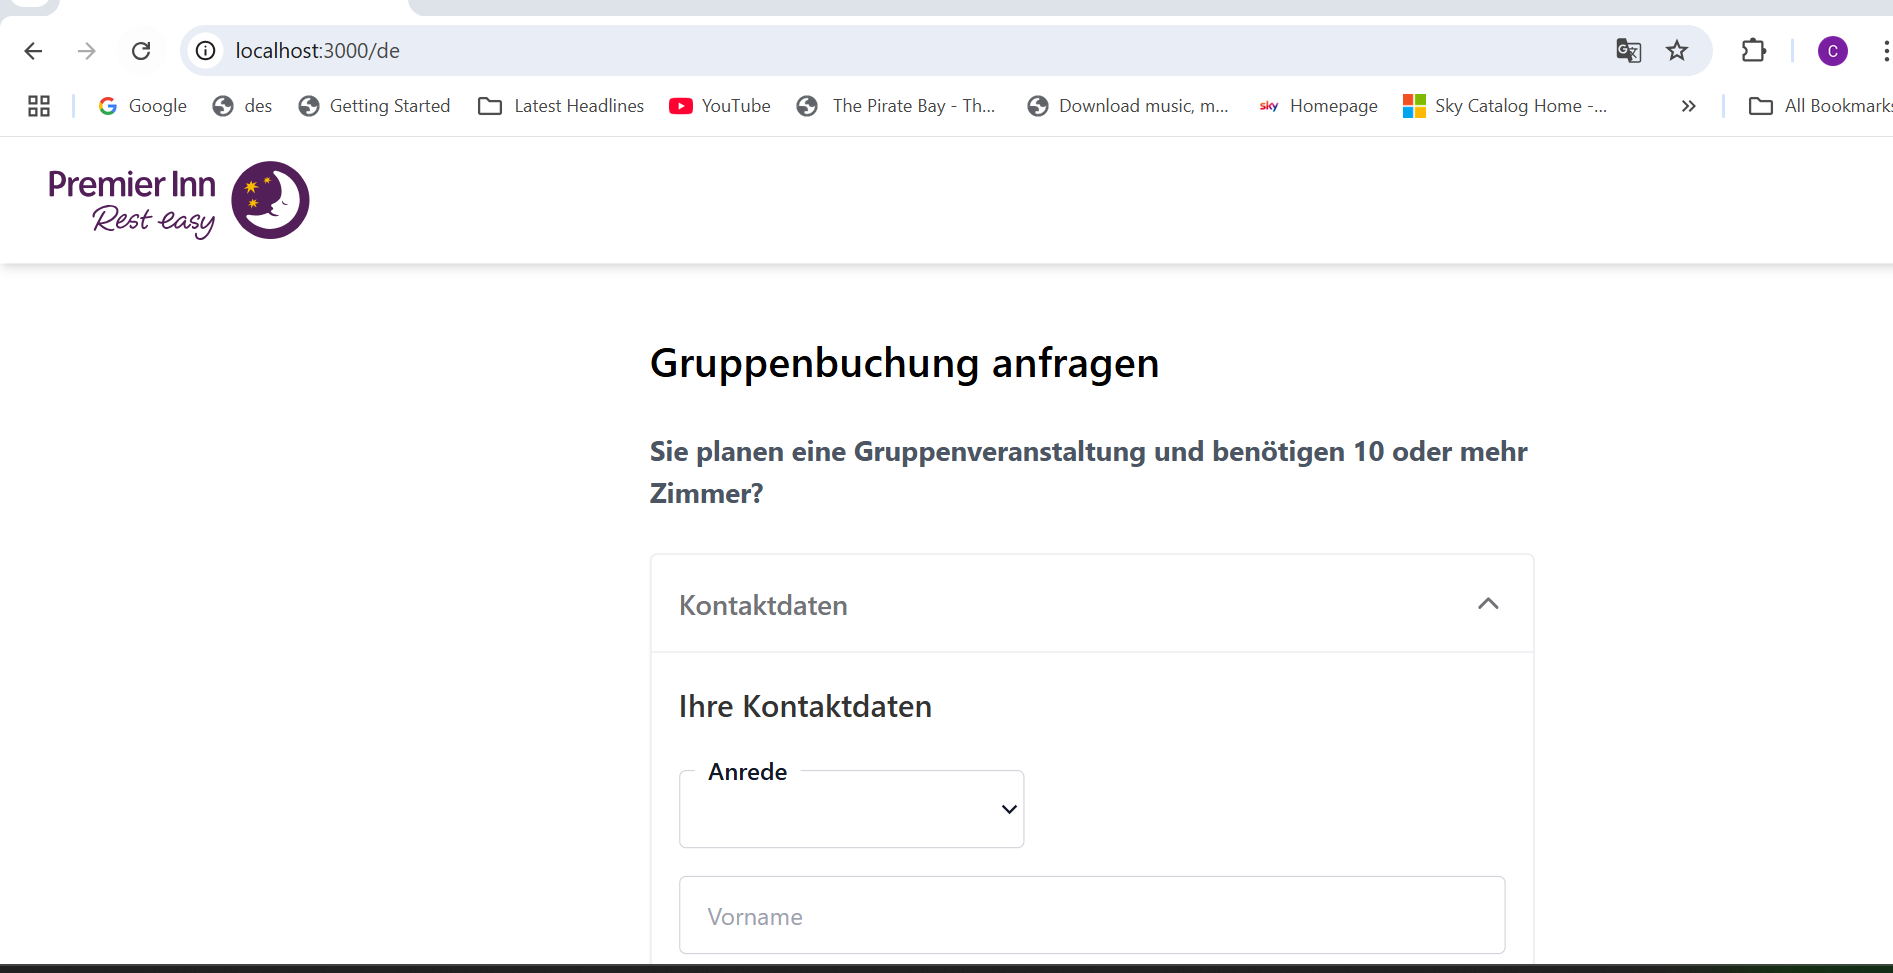 localhost:3000/de
C
Google
des
Getting Started
Latest Headlines
YouTube
The Pirate Bay - Th...
Download music, m...
sky
Homepage
Sky Catalog Home -...
»
All Bookmarks
Premier Inn
Rest easy
Gruppenbuchung anfragen
Sie planen eine Gruppenveranstaltung und benötigen 10 oder mehr
Zimmer?
Kontaktdaten
Ihre Kontaktdaten
Anrede
Vorname